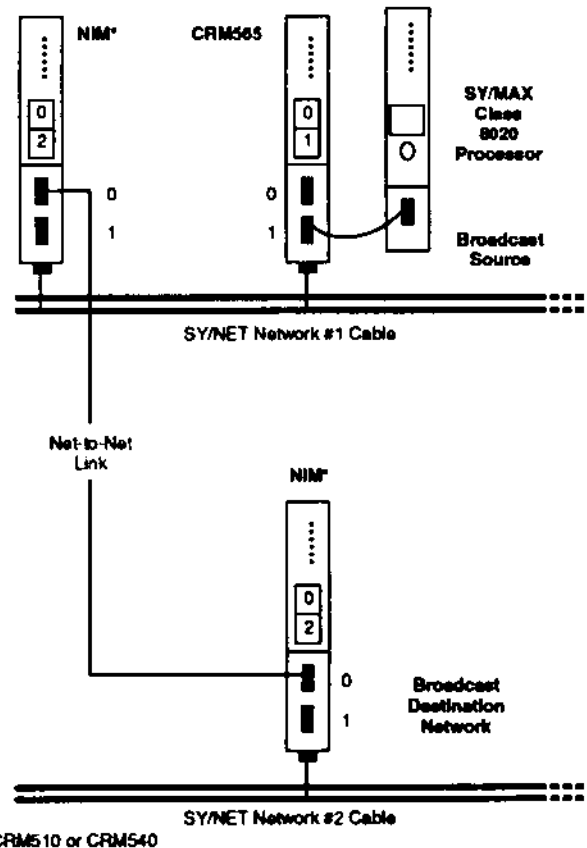 NIM*
CRM565
0
2
0
1
SY/MAX
Class
8020
Processor
0
1
0
1
Broadcast
Source
SY/NET Network #1 Cable
Net-to-Net
Link
NIM*
0
2
0
1
Broadcast
Destination
Network
SY/NET Network #2 Cable
CRM510 or CRM540